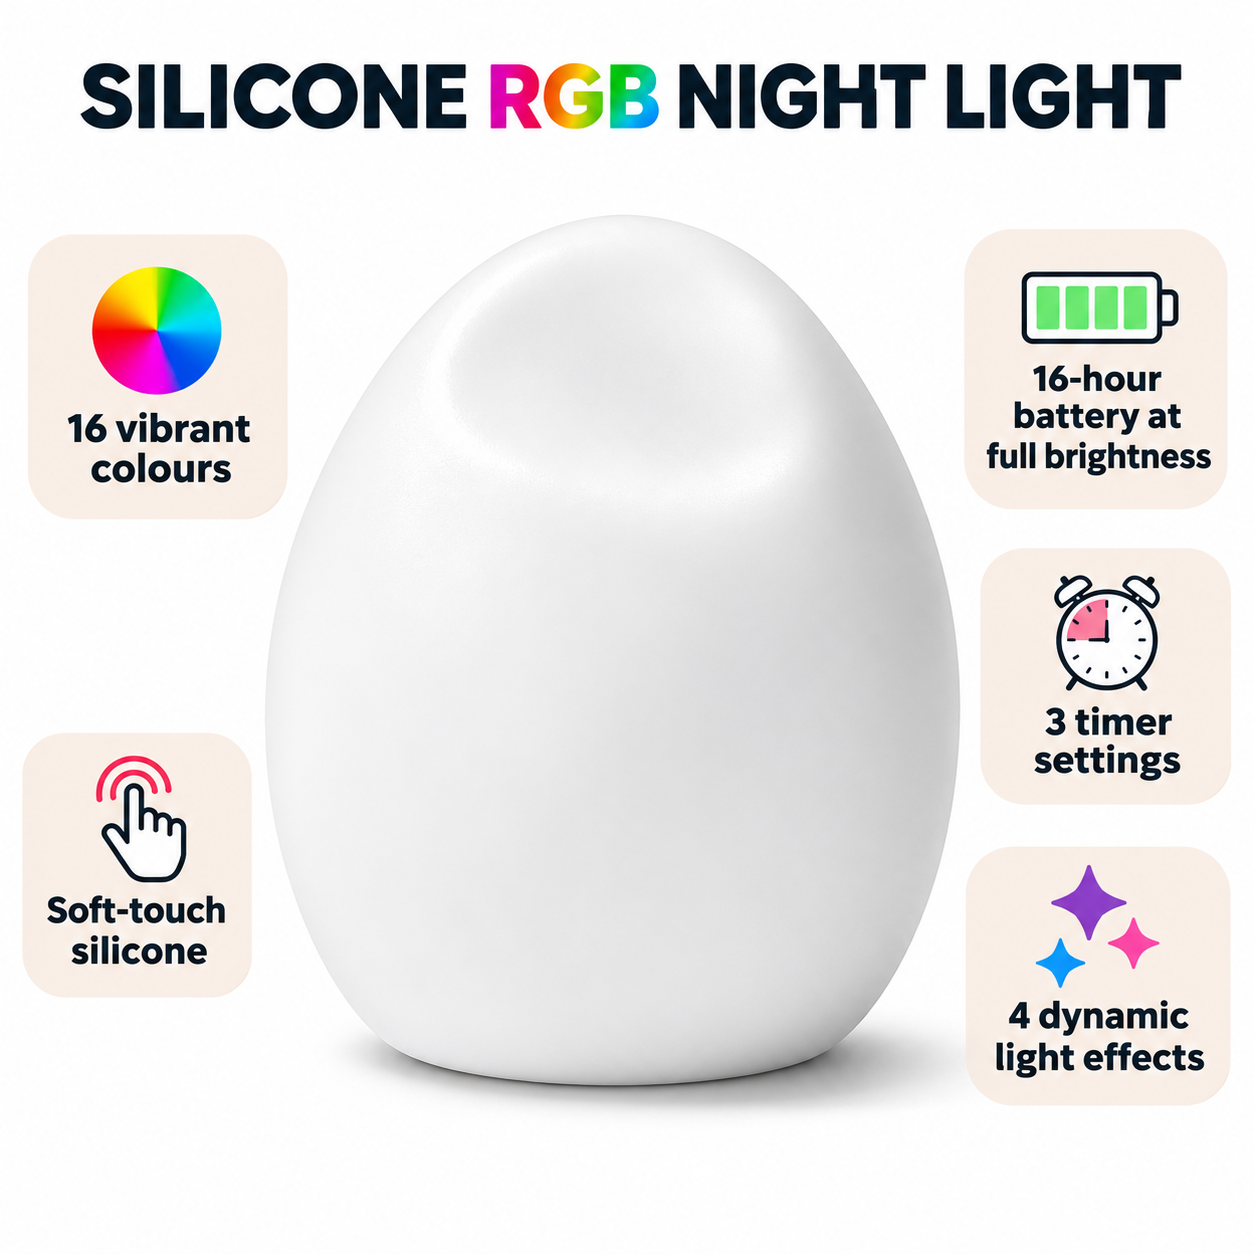 SILICONE RGB NIGHT LIGHT
16 vibrant
colours
16-hour
battery at
full brightness
3 timer
settings
Soft-touch
silicone
4 dynamic
light effects